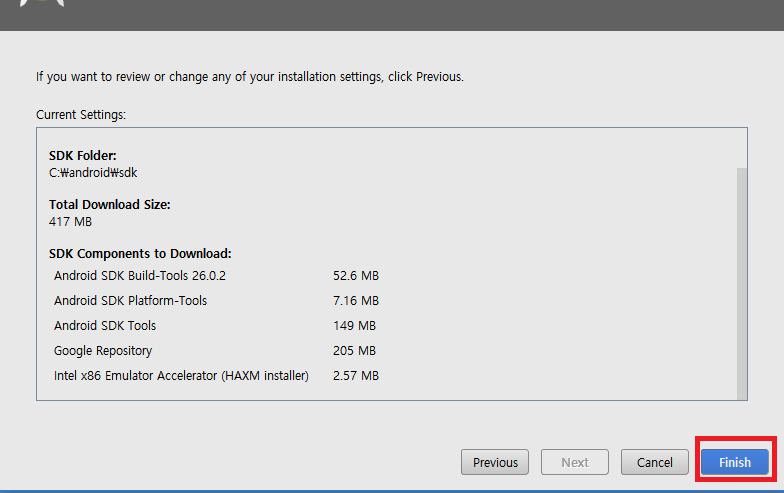 If you want to review or change any of your installation settings, click Previous.
Current Settings:
SDK Folder:
C:₩android₩sdk
Total Download Size:
417 MB
SDK Components to Download:
Android SDK Build-Tools 26.0.2 52.6 MB
Android SDK Platform-Tools 7.16 MB
Android SDK Tools 149 MB
Google Repository 205 MB
Intel x86 Emulator Accelerator (HAXM installer) 2.57 MB
Previous Next Cancel Finish